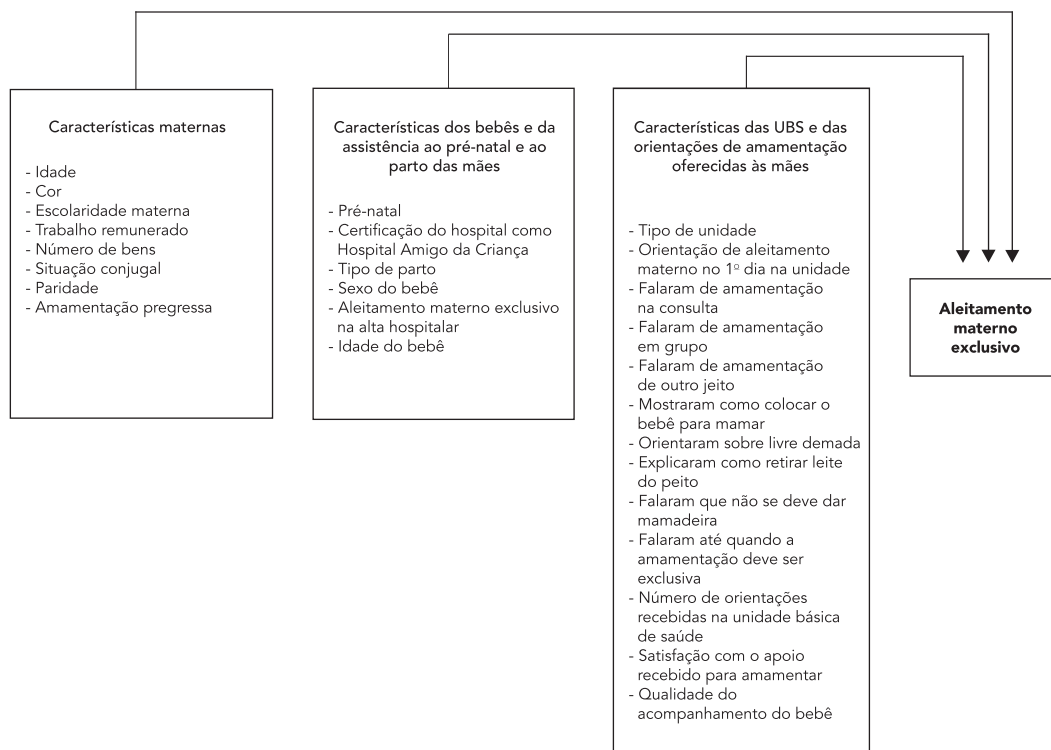 Características maternas
- Idade
- Cor
- Escolaridade materna
- Trabalho remunerado
- Número de bens
- Situação conjugal
- Paridade
- Amamentação pregressa
Características dos bebês e da
assistência ao pré-natal e ao
parto das mães
- Pré-natal
- Certificação do hospital como
Hospital Amigo da Criança
- Tipo de parto
- Sexo do bebê
- Aleitamento materno exclusivo
na alta hospitalar
- Idade do bebê
Características das UBS e das
orientações de amamentação
oferecidas às mães
- Tipo de unidade
- Orientação de aleitamento
materno no 1º dia na unidade
- Falaram de amamentação
na consulta
- Falaram de amamentação
em grupo
- Falaram de amamentação
de outro jeito
- Mostraram como colocar o
bebê para mamar
- Orientaram sobre livre demada
- Explicaram como retirar leite
do peito
- Falaram que não se deve dar
mamadeira
- Falaram até quando a
amamentação deve ser
exclusiva
- Número de orientações
recebidas na unidade básica
de saúde
- Satisfação com o apoio
recebido para amamentar
- Qualidade do
acompanhamento do bebê
Aleitamento
materno
exclusivo